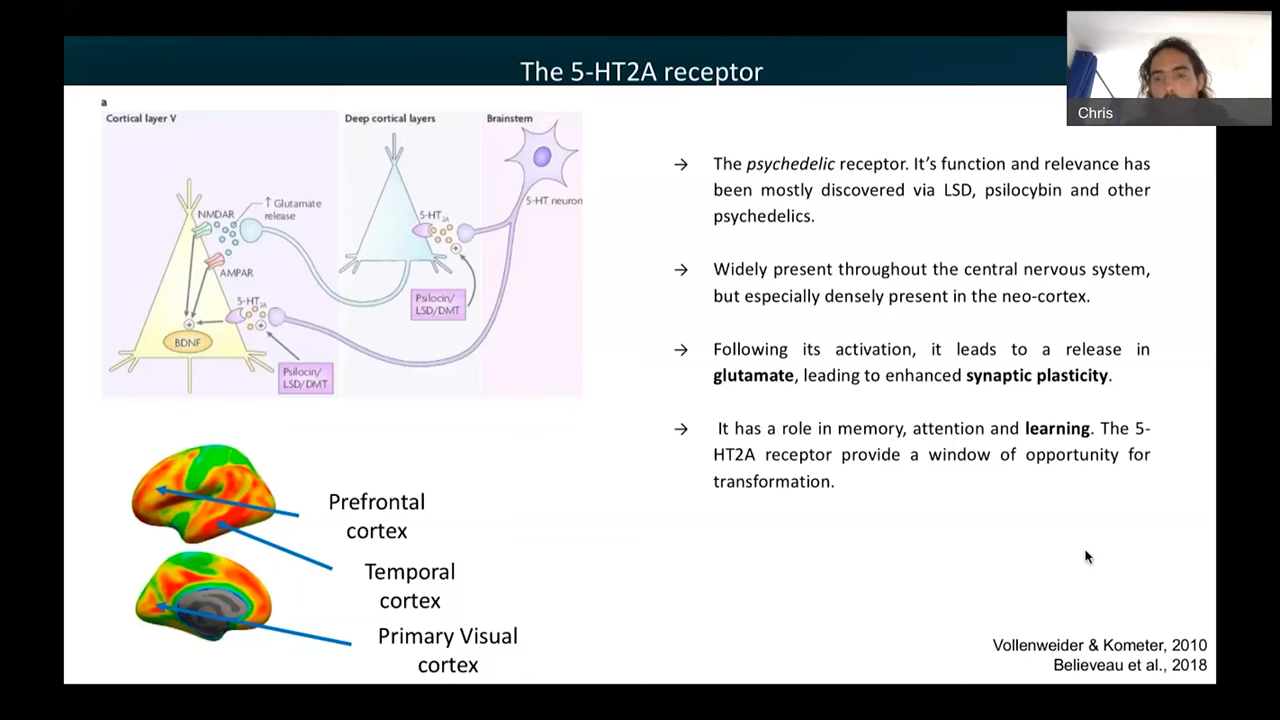 The 5-HT2A receptor
Chris
a
Cortical layer V
Deep cortical layers
Brainstem
NMDAR
↑ Glutamate
release
AMPAR
5-HT2A
BDNF
Psilocin/
LSD/DMT
5-HT2A
Psilocin/
LSD/DMT
5-HT neuron
→ The psychedelic receptor. It's function and relevance has
been mostly discovered via LSD, psilocybin and other
psychedelics.
→ Widely present throughout the central nervous system,
but especially densely present in the neo-cortex.
→ Following its activation, it leads to a release in
glutamate, leading to enhanced synaptic plasticity.
→ It has a role in memory, attention and learning. The 5-
HT2A receptor provide a window of opportunity for
transformation.
Prefrontal
cortex
Temporal
cortex
Primary Visual
cortex
Vollenweider & Kometer, 2010
Believeau et al., 2018